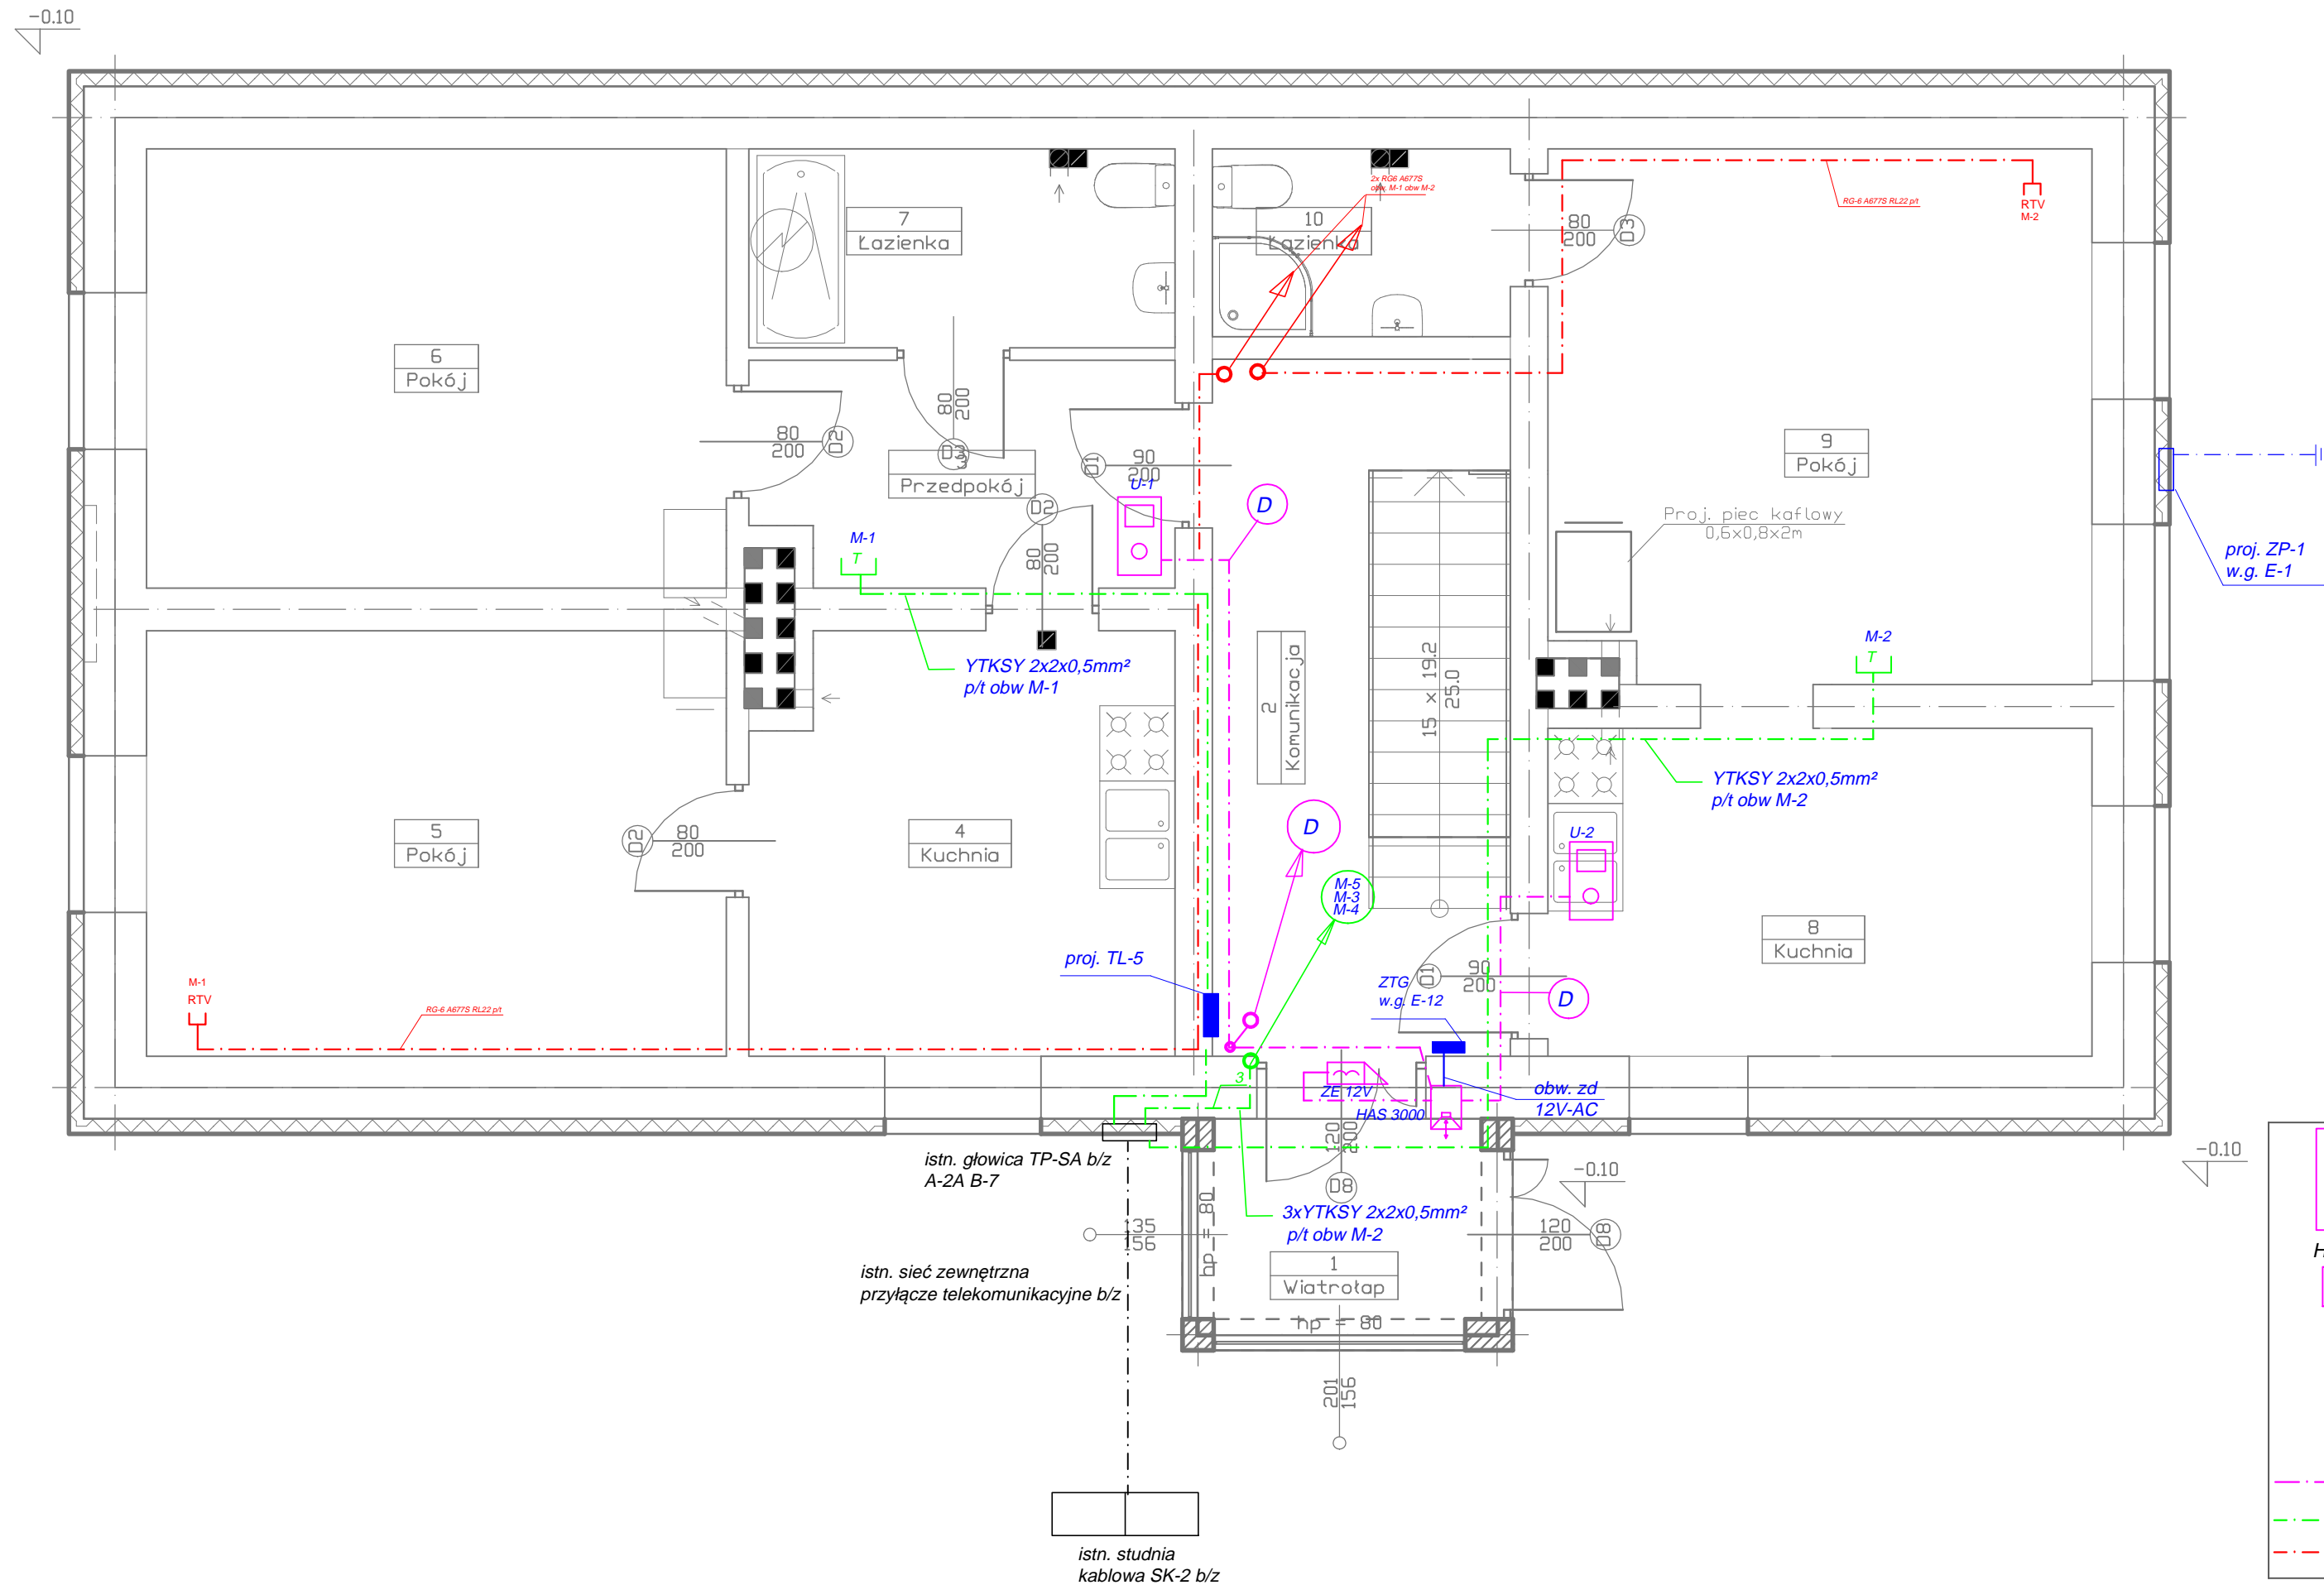 -0.10
7
Łazienka
10
Łazienka
2x RG6 A677S
obw. M-1 obw M-2
80
200
D3
RG-6 A677S RL22 p/t
RTV
M-2
6
Pokój
80
200
D2
80
200
D3
3
Przedpokój
D1
90
200
U-1
D
D2
80
200
9
Pokój
Proj. piec kaflowy
0,6x0,8x2m
proj. ZP-1
w.g. E-1
M-1
T
YTKSY 2x2x0,5mm²
p/t obw M-1
2
Komunikacja
15 x 19.2
25.0
M-2
T
YTKSY 2x2x0,5mm²
p/t obw M-2
5
Pokój
D2
80
200
4
Kuchnia
D
U-2
M-5
M-3
M-4
8
Kuchnia
proj. TL-5
D1
90
200
ZTG
w.g. E-12
D
M-1
RTV
RG-6 A677S RL22 p/t
3
ZE 12V
HAS 3000
obw. zd
12V-AC
120
200
D8
istn. głowica TP-SA b/z
A-2A B-7
-0.10
-0.10
3xYTKSY 2x2x0,5mm²
p/t obw M-2
135
156
hp = 80
120
200
D8
1
Wiatrołap
hp = 80
istn. sieć zewnętrzna
przyłącze telekomunikacyjne b/z
201
156
H
istn. studnia
kablowa SK-2 b/z